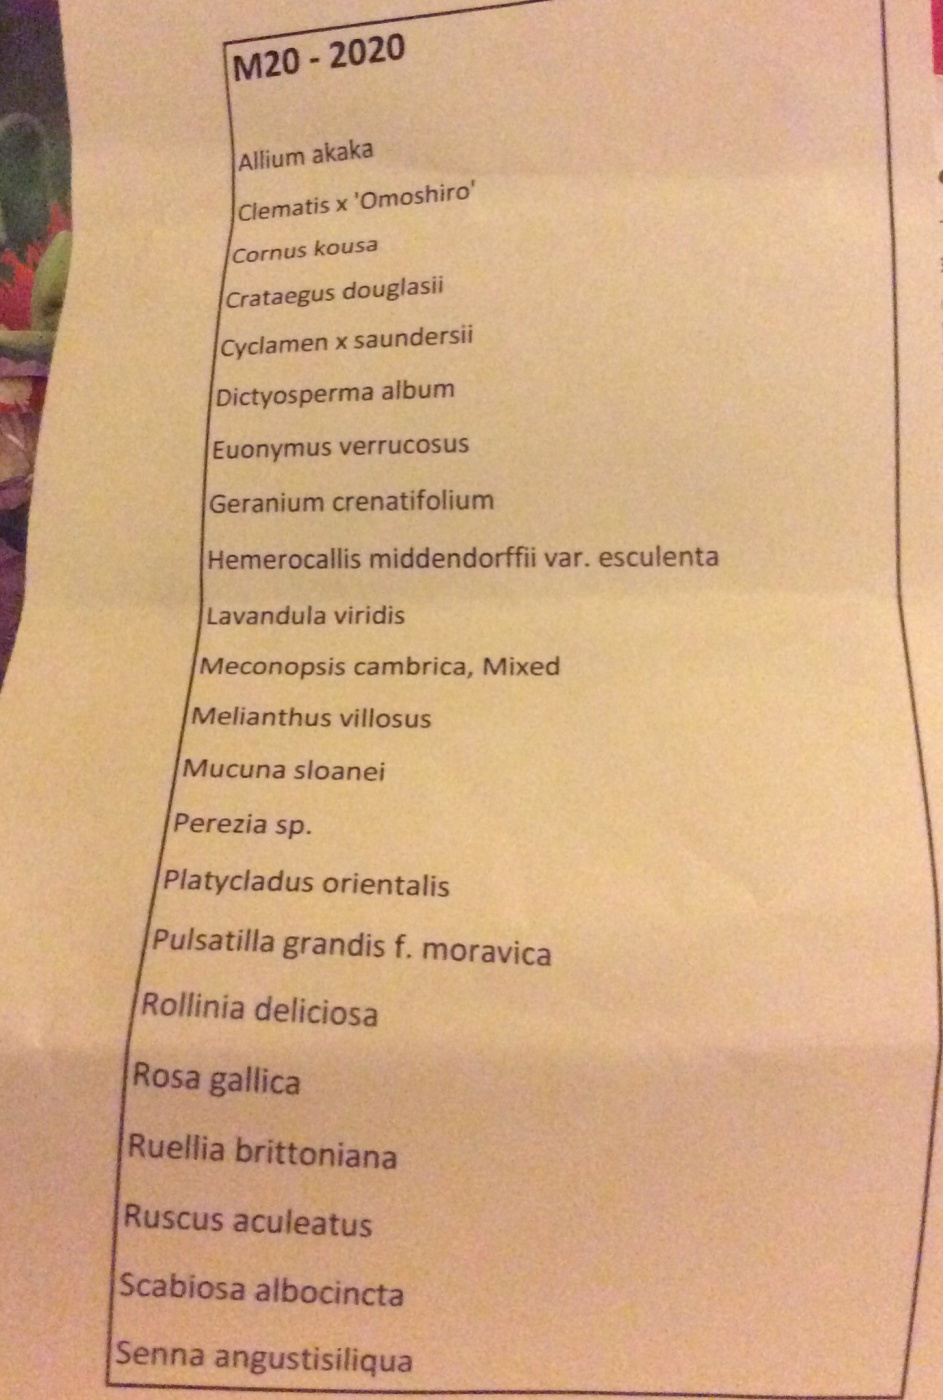 M20 - 2020
Allium akaka
Clematis x 'Omoshiro'
Cornus kousa
Crataegus douglasii
Cyclamen x saundersii
Dictyosperma album
Euonymus verrucosus
Geranium crenatifolium
Hemerocallis middendorffii var. esculenta
Lavandula viridis
Meconopsis cambrica, Mixed
Melianthus villosus
Mucuna sloanei
Perezia sp.
Platycladus orientalis
Pulsatilla grandis f. moravica
Rollinia deliciosa
Rosa gallica
Ruellia brittoniana
Ruscus aculeatus
Scabiosa albocincta
Senna angustisiliqua